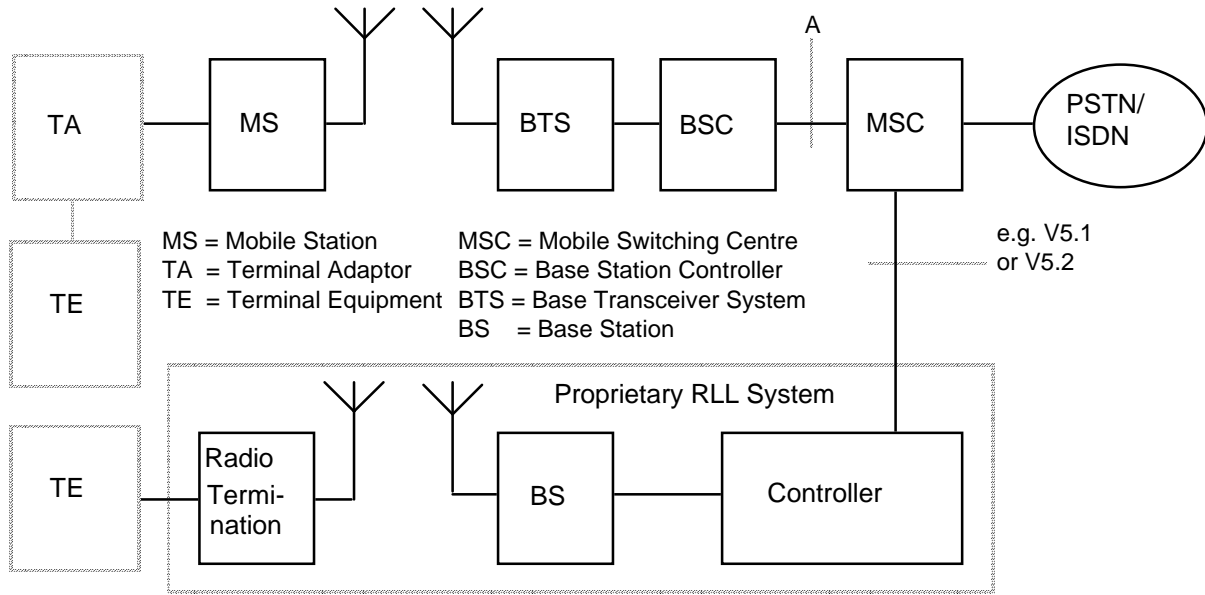 A
TA
MS
BTS
BSC
MSC
PSTN/
ISDN
MS = Mobile Station
TA = Terminal Adaptor
TE = Terminal Equipment
MSC = Mobile Switching Centre
BSC = Base Station Controller
BTS = Base Transceiver System
BS = Base Station
e.g. V5.1
or V5.2
TE
Proprietary RLL System
TE
Radio
Termi-
nation
BS
Controller